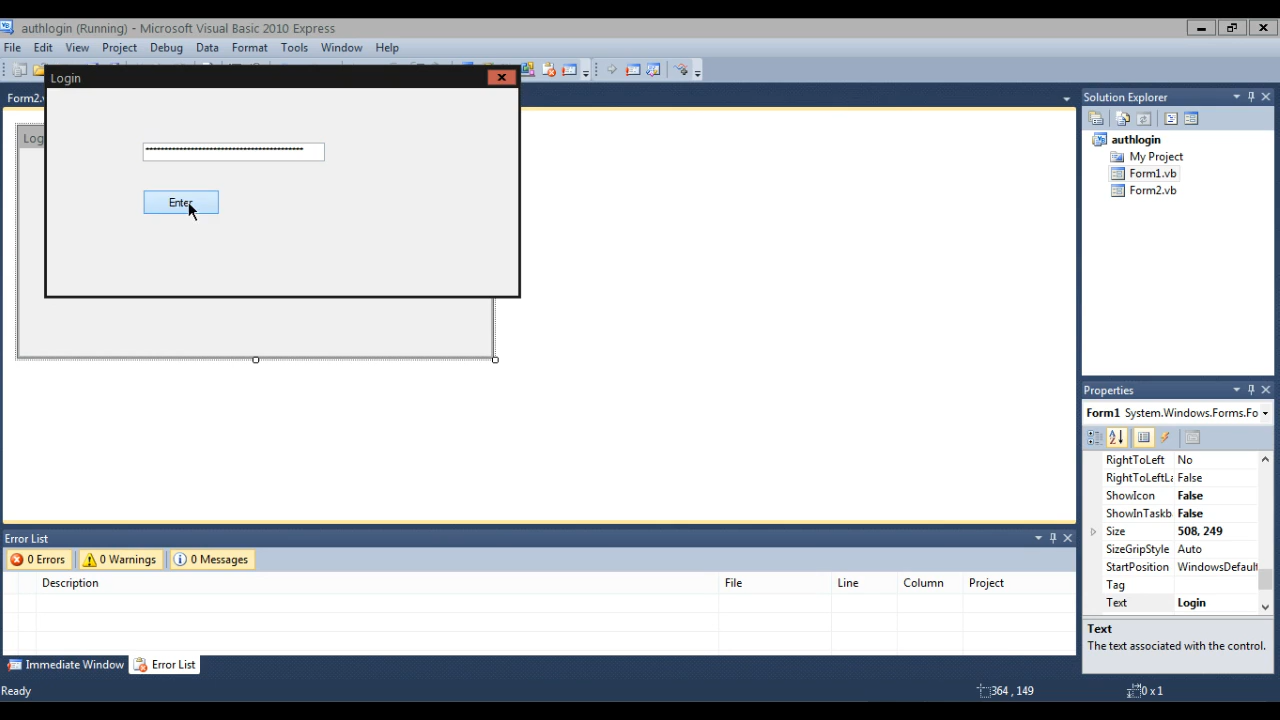 authlogin (Running) - Microsoft Visual Basic 2010 Express
File Edit View Project Debug Data Format Tools Window Help
Login
Form2.v
Log
********************************************
Enter
Solution Explorer
authlogin
My Project
Form1.vb
Form2.vb
Properties
Form1 System.Windows.Forms.Fo
RightToLeft No
RightToLeftLa False
ShowIcon False
ShowInTaskb False
Size 508, 249
SizeGripStyle Auto
StartPosition WindowsDefault
Tag
Text Login
Text
The text associated with the control.
Error List
0 Errors 0 Warnings 0 Messages
Description File Line Column Project
Immediate Window Error List
Ready 364 , 149 0 x 1